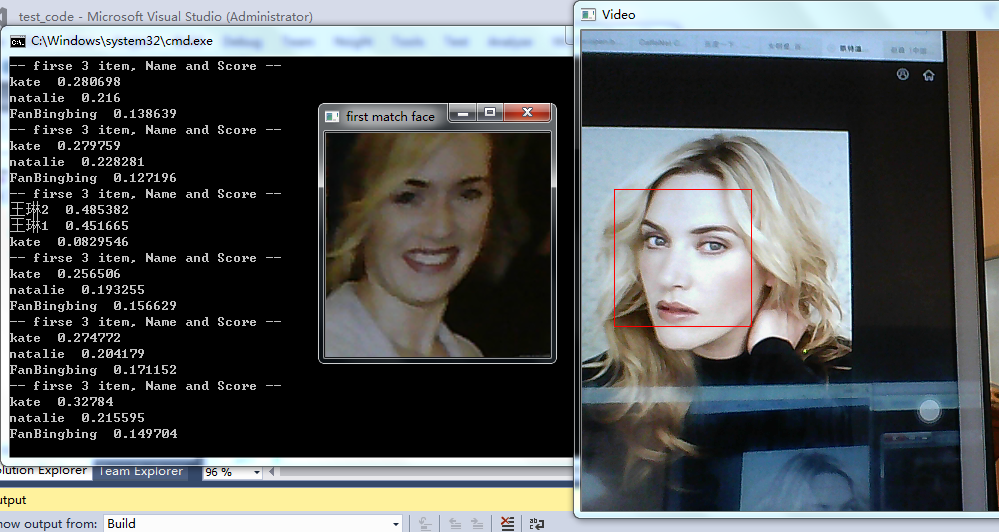 test_code - Microsoft Visual Studio (Administrator)
C:\Windows\system32\cmd.exe
-- firse 3 item, Name and Score --
kate 0.280698
natalie 0.216
FanBingbing 0.138639
-- firse 3 item, Name and Score --
kate 0.279759
natalie 0.228281
FanBingbing 0.127196
-- firse 3 item, Name and Score --
王琳2 0.485382
王琳1 0.451665
kate 0.0829546
-- firse 3 item, Name and Score --
kate 0.256506
natalie 0.193255
FanBingbing 0.156629
-- firse 3 item, Name and Score --
kate 0.274772
natalie 0.204179
FanBingbing 0.171152
-- firse 3 item, Name and Score --
kate 0.32784
natalie 0.215595
FanBingbing 0.149704
first match face
Video
olution Explorer Team Explorer
96 %
utput
how output from: Build